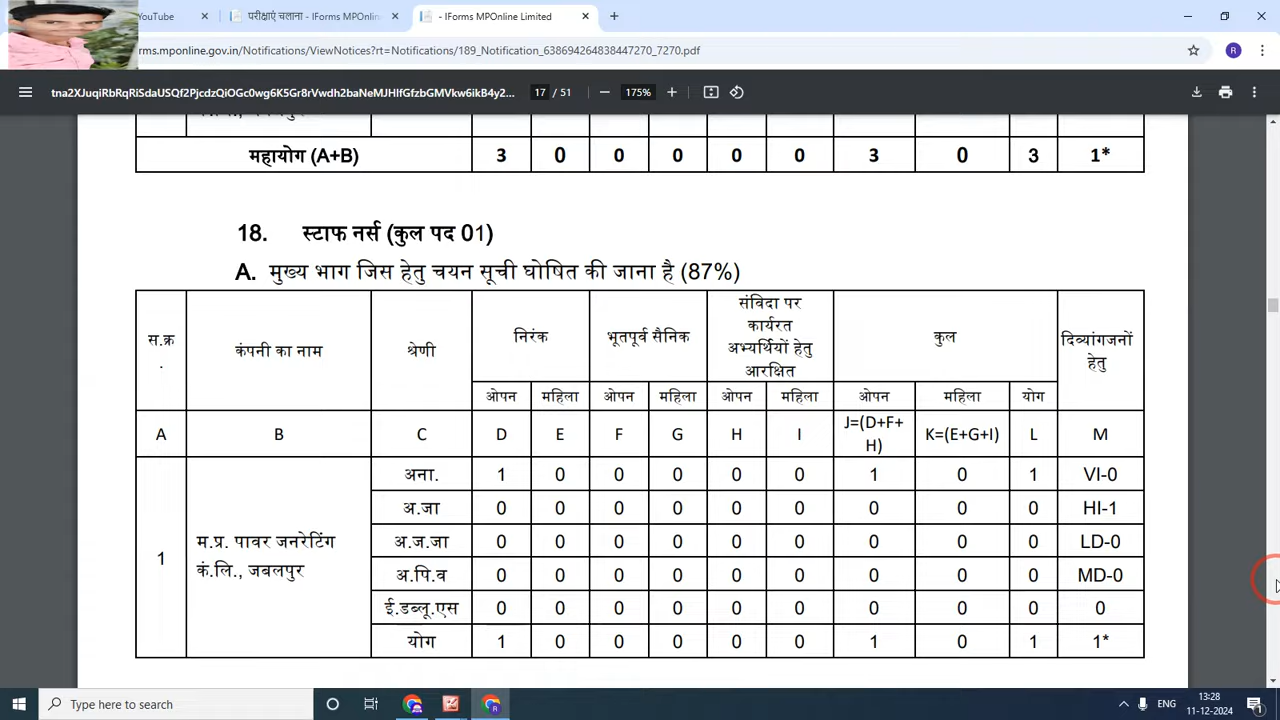 YouTube
परीक्षाएं चलाना - IForms MPOnlin
- IForms MPOnline Limited
rms.mponline.gov.in/Notifications/ViewNotices?rt=Notifications/189_Notification_638694264838447270_7270.pdf
R
tna2XJuqiRbRqRiSdaUSQf2PjcdzQiOGc0wg6K5Gr8rVwdh2baNeMJHlfGfzbGMVkw6ikB4y2...
17 / 51
175%
महायोग (A+B) 3 0 0 0 0 0 3 0 3 1*
18. स्टाफ नर्स (कुल पद 01)
A. मुख्य भाग जिस हेतु चयन सूची घोषित की जाना है (87%)
स.क्र. कंपनी का नाम श्रेणी निरंक भूतपूर्व सैनिक संविदा पर कार्यरत अभ्यर्थियों हेतु आरक्षित कुल दिव्यांगजनों हेतु
ओपन महिला ओपन महिला ओपन महिला ओपन महिला योग
A B C D E F G H I J=(D+F+H) K=(E+G+I) L M
1 म.प्र. पावर जनरेटिंग कं.लि., जबलपुर
अना. 1 0 0 0 0 0 1 0 1 VI-0
अ.जा 0 0 0 0 0 0 0 0 0 HI-1
अ.ज.जा 0 0 0 0 0 0 0 0 0 LD-0
अ.पि.व 0 0 0 0 0 0 0 0 0 MD-0
ई.डब्लू.एस 0 0 0 0 0 0 0 0 0 0
योग 1 0 0 0 0 0 1 0 1 1*
Type here to search
ENG
13:28
11-12-2024